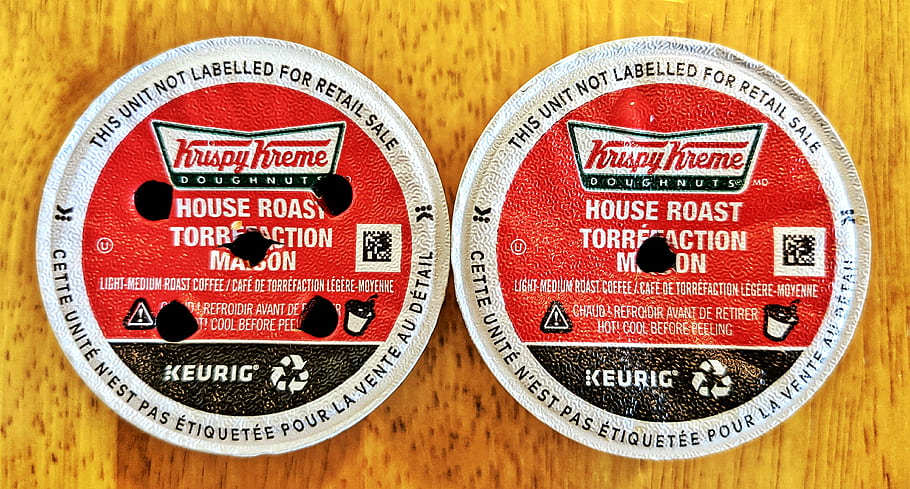 THIS UNIT NOT LABELLED FOR RETAIL SALE
Krispy Kreme
DOUGHNUTS
HOUSE ROAST
TORRÉFACTION
MAISON
LIGHT-MEDIUM ROAST COFFEE / CAFÉ DE TORRÉFACTION LÉGÈRE-MOYENNE
CHAUD ! REFROIDIR AVANT DE
HOT! COOL BEFORE
KEURIG®
CETTE UNITÉ N'EST PAS ÉTIQUETÉE POUR LA VENTE AU DÉTAIL
THIS UNIT NOT LABELLED FOR RETAIL SALE
Krispy Kreme
DOUGHNUTS® MD
HOUSE ROAST
TORRÉFACTION
MAISON
LIGHT-MEDIUM ROAST COFFEE / CAFÉ DE TORRÉFACTION LÉGÈRE-MOYENNE
CHAUD ! REFROIDIR AVANT DE RETIRER
HOT! COOL BEFORE PEELING
KEURIG®
CETTE UNITÉ N'EST PAS ÉTIQUETÉE POUR LA VENTE AU DÉTAIL